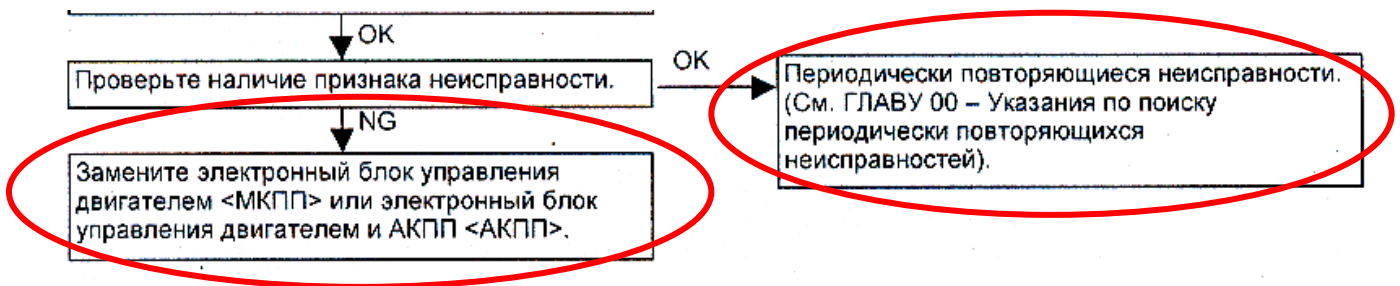 OK
Проверьте наличие признака неисправности.
OK
Периодически повторяющиеся неисправности.
(См. ГЛАВУ 00 – Указания по поиску
периодически повторяющихся
неисправностей).
NG
Замените электронный блок управления
двигателем <МКПП> или электронный блок
управления двигателем и АКПП <АКПП>.